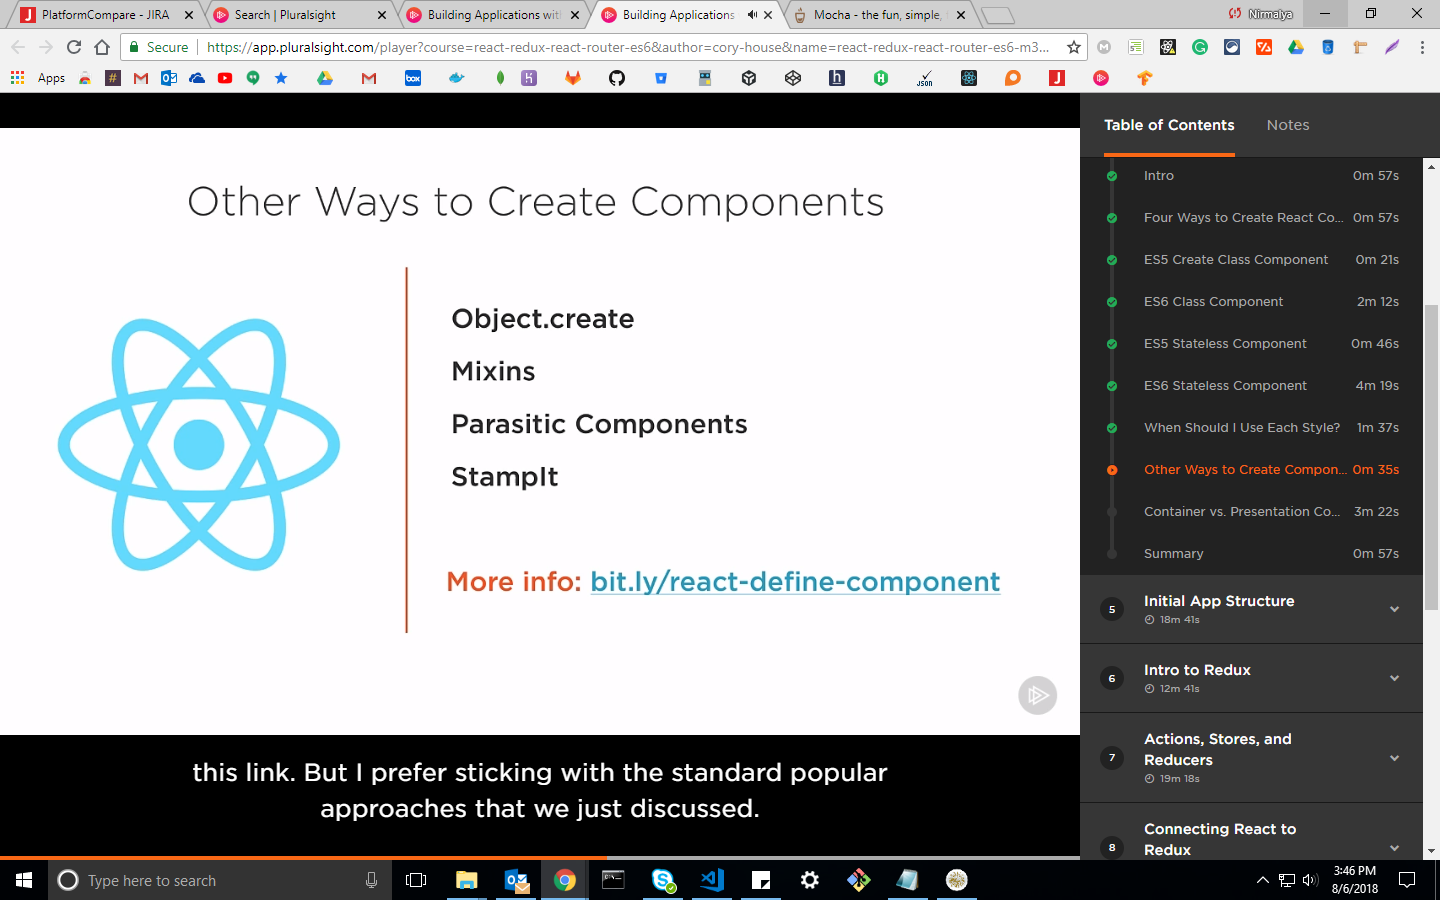 PlatformCompare - JIRA
Search | Pluralsight
Building Applications wit
Building Applications
Mocha - the fun, simple,
Nirmalya
Secure
https://app.pluralsight.com/player?course=react-redux-react-router-es6&author=cory-house&name=react-redux-react-router-es6-m3...
Apps
Table of Contents
Notes
Other Ways to Create Components
Object.create
Mixins
Parasitic Components
StampIt
More info: bit.ly/react-define-component
this link. But I prefer sticking with the standard popular
approaches that we just discussed.
Intro 0m 57s
Four Ways to Create React Co... 0m 57s
ES5 Create Class Component 0m 21s
ES6 Class Component 2m 12s
ES5 Stateless Component 0m 46s
ES6 Stateless Component 4m 19s
When Should I Use Each Style? 1m 37s
Other Ways to Create Compon... 0m 35s
Container vs. Presentation Co... 3m 22s
Summary 0m 57s
5
Initial App Structure
18m 41s
6
Intro to Redux
12m 41s
7
Actions, Stores, and
Reducers
19m 18s
8
Connecting React to
Redux
Type here to search
3:46 PM
8/6/2018